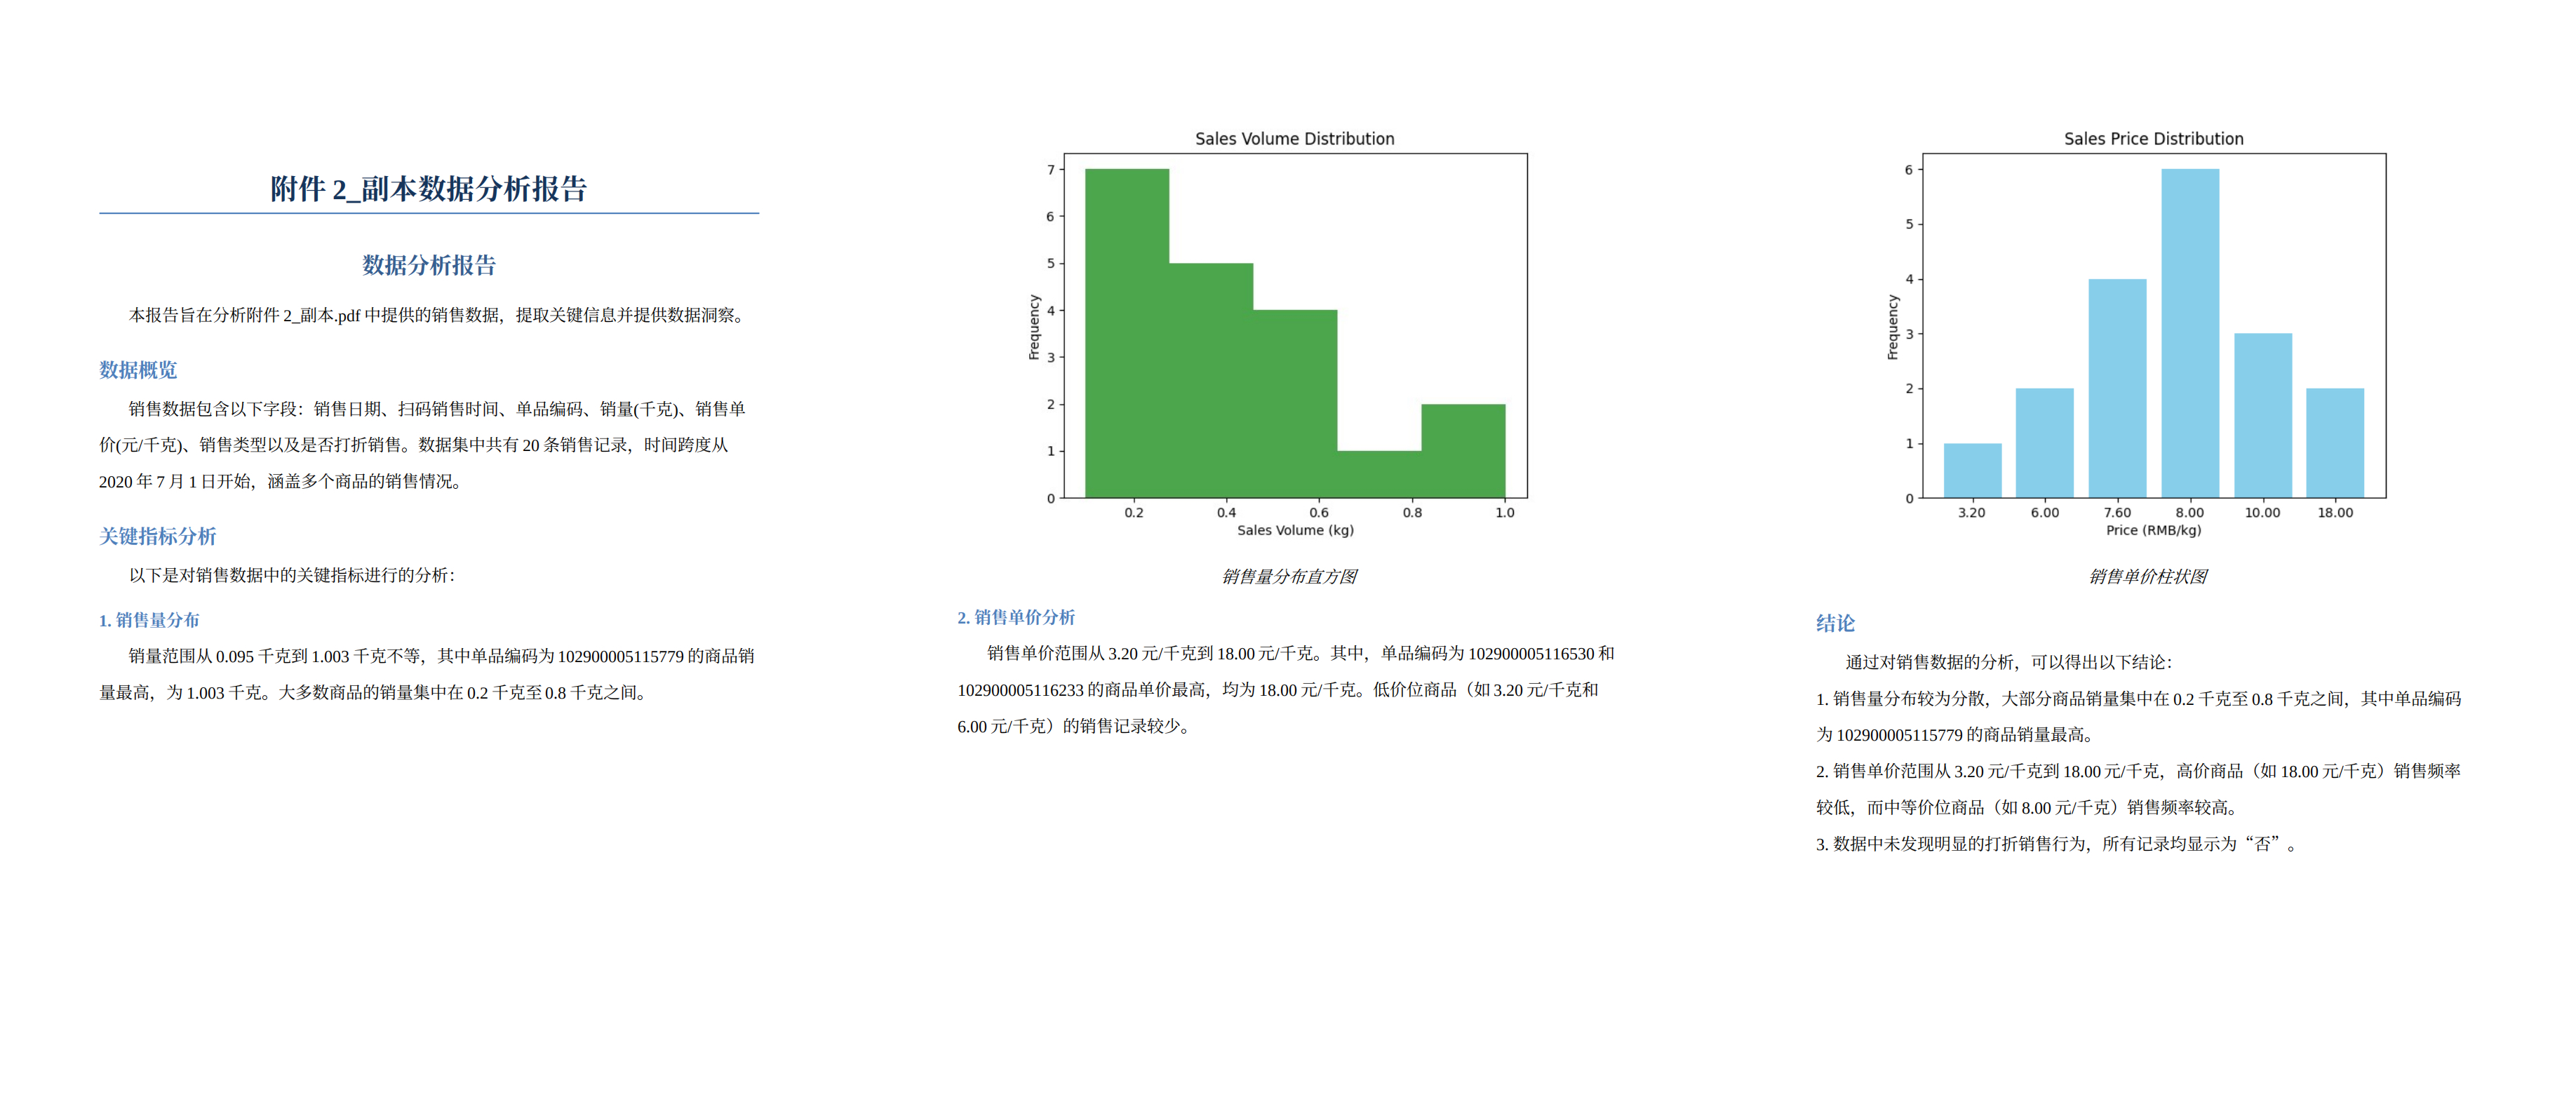 附件 2_副本数据分析报告
数据分析报告
本报告旨在分析附件 2_副本.pdf 中提供的销售数据，提取关键信息并提供数据洞察。
数据概览
销售数据包含以下字段：销售日期、扫码销售时间、单品编码、销量(千克)、销售单
价(元/千克)、销售类型以及是否打折销售。数据集中共有 20 条销售记录，时间跨度从
2020 年 7 月 1 日开始，涵盖多个商品的销售情况。
关键指标分析
以下是对销售数据中的关键指标进行的分析：
1. 销售量分布
销量范围从 0.095 千克到 1.003 千克不等，其中单品编码为 102900005115779 的商品销
量最高，为 1.003 千克。大多数商品的销量集中在 0.2 千克至 0.8 千克之间。
Sales Volume Distribution
7
6
5
4
3
2
1
0
Frequency
0.2 0.4 0.6 0.8 1.0
Sales Volume (kg)
销售量分布直方图
2. 销售单价分析
销售单价范围从 3.20 元/千克到 18.00 元/千克。其中，单品编码为 102900005116530 和
102900005116233 的商品单价最高，均为 18.00 元/千克。低价位商品（如 3.20 元/千克和
6.00 元/千克）的销售记录较少。
Sales Price Distribution
6
5
4
3
2
1
0
Frequency
3.20 6.00 7.60 8.00 10.00 18.00
Price (RMB/kg)
销售单价柱状图
结论
通过对销售数据的分析，可以得出以下结论：
1. 销售量分布较为分散，大部分商品销量集中在 0.2 千克至 0.8 千克之间，其中单品编码
为 102900005115779 的商品销量最高。
2. 销售单价范围从 3.20 元/千克到 18.00 元/千克，高价商品（如 18.00 元/千克）销售频率
较低，而中等价位商品（如 8.00 元/千克）销售频率较高。
3. 数据中未发现明显的打折销售行为，所有记录均显示为“否”。